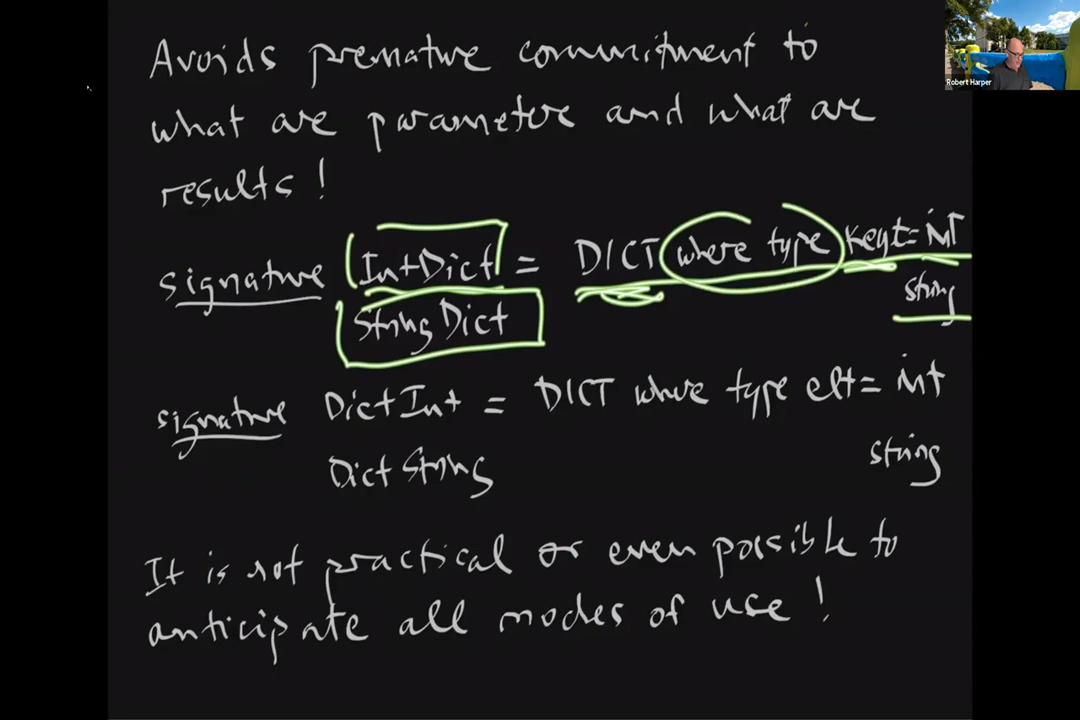 Avoids premature commitment to
what are parameters and what are
results!
signature IntDict = DICT where type keyt = int
StringDict string
signature DictInt = DICT where type elt = int
DictString string
It is not practical or even possible to
anticipate all modes of use!
Robert Harper